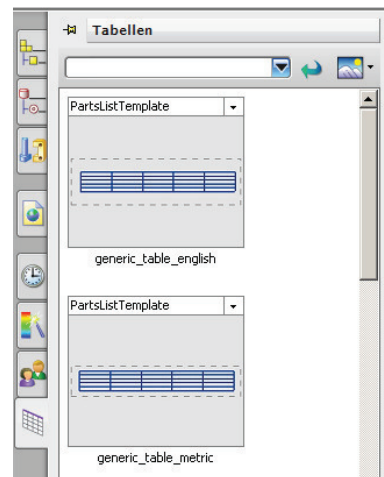 Tabellen
PartsListTemplate
generic_table_english
PartsListTemplate
generic_table_metric